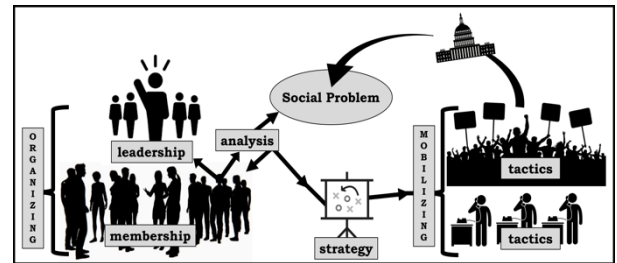 ORGANIZING
leadership
membership
analysis
Social Problem
strategy
MOBILIZING
tactics
tactics